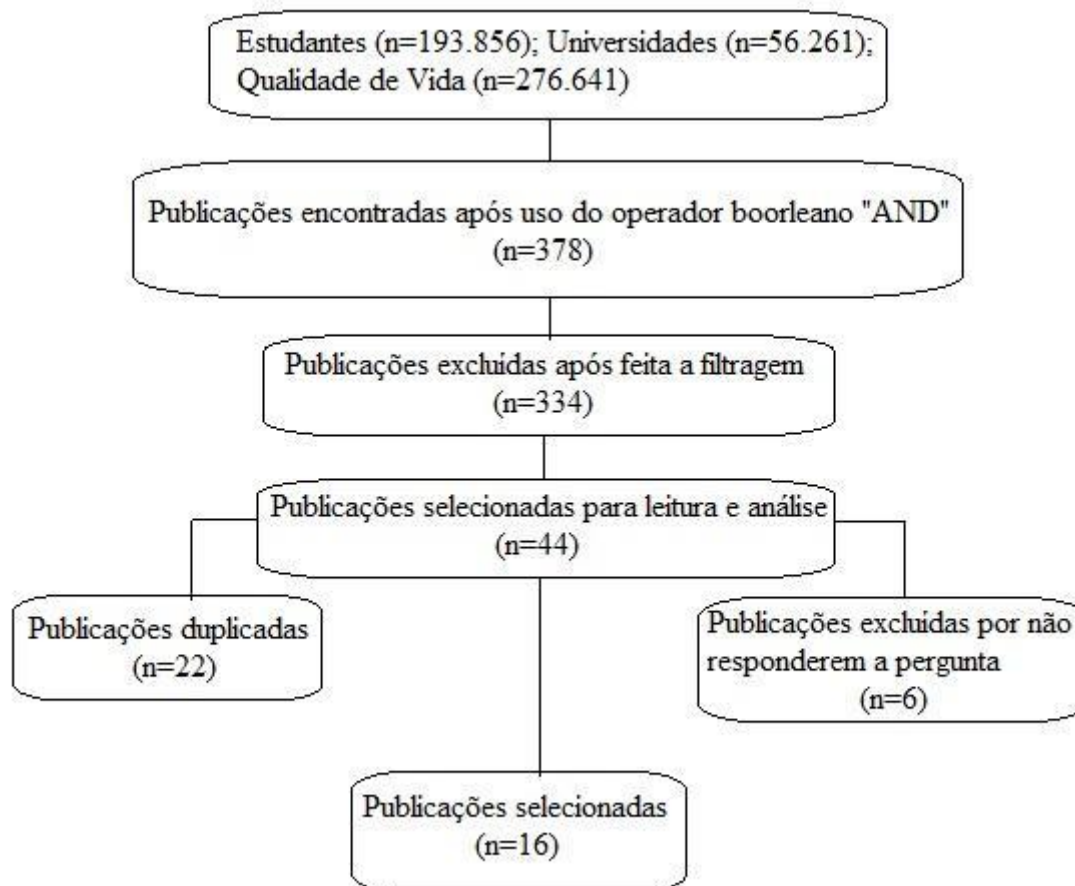 Estudantes (n=193.856); Universidades (n=56.261);
Qualidade de Vida (n=276.641)
Publicações encontradas após uso do operador boorleano "AND"
(n=378)
Publicações excluídas após feita a filtragem
(n=334)
Publicações selecionadas para leitura e análise
(n=44)
Publicações duplicadas
(n=22)
Publicações excluídas por não
responderem a pergunta
(n=6)
Publicações selecionadas
(n=16)